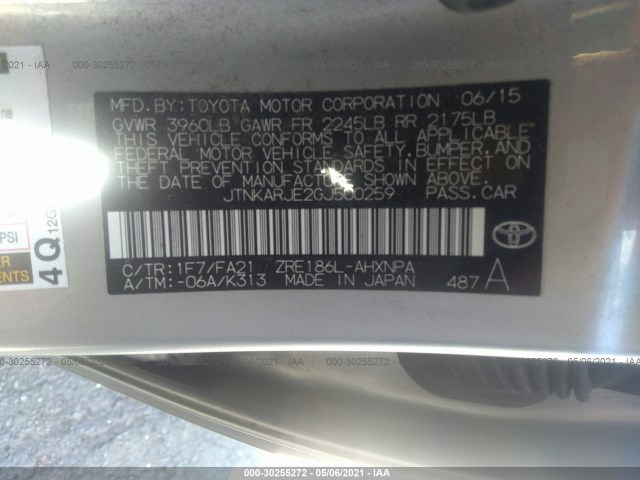 000-30255272 - 05/06/2021 - IAA
MFD.BY:TOYOTA MOTOR CORPORATION 06/15
GVWR 3960LB GAWR FR 2245LB RR 2175LB
THIS VEHICLE CONFORMS TO ALL APPLICABLE
FEDERAL MOTOR VEHICLE SAFETY, BUMPER, AND
THEFT PREVENTION STANDARDS IN EFFECT ON
THE DATE OF MANUFACTURE SHOWN ABOVE.
JTNKARJE2GJ500259 PASS.CAR
C/TR:1F7/FA21 ZRE186L-AHXNPA
A/TM:-06A/K313 MADE IN JAPAN 487 A
PSI
4Q
000-30255272 - 05/06/2021 - IAA
000-30255272 - 05/06/2021 - IAA